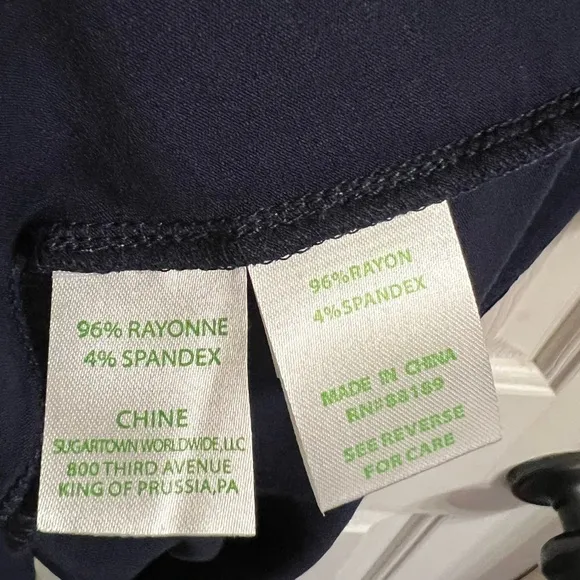 96% RAYONNE
4% SPANDEX
CHINE
SUGARTOWN WORLDWIDE, LLC
800 THIRD AVENUE
KING OF PRUSSIA, PA
96%RAYON
4%SPANDEX
MADE IN CHINA
RN#88189
SEE REVERSE
FOR CARE